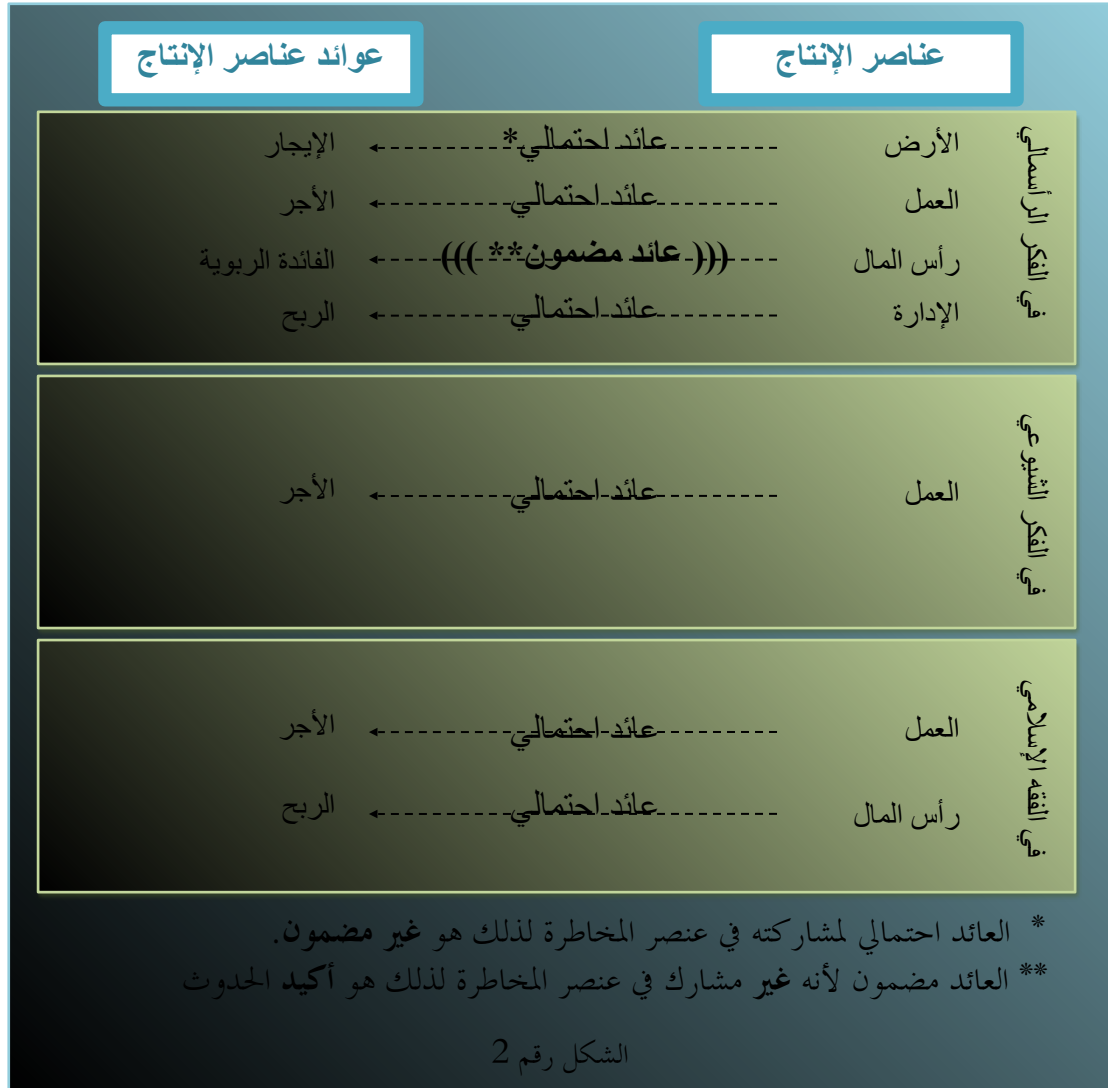 عناصر الإنتاج
عوائد عناصر الإنتاج
في الفكر الرأسمالي
الأرض عائد احتمالي* الإيجار
العمل عائد احتمالي الأجر
رأس المال ((( عائد مضمون** ))) الفائدة الربوية
الإدارة عائد احتمالي الربح
في الفكر الشيوعي
العمل عائد احتمالي الأجر
في الفقه الإسلامي
العمل عائد احتمالي الأجر
رأس المال عائد احتمالي الربح
* العائد احتمالي لمشاركته في عنصر المخاطرة لذلك هو غير مضمون.
** العائد مضمون لأنه غير مشارك في عنصر المخاطرة لذلك هو أكيد الحدوث
الشكل رقم 2